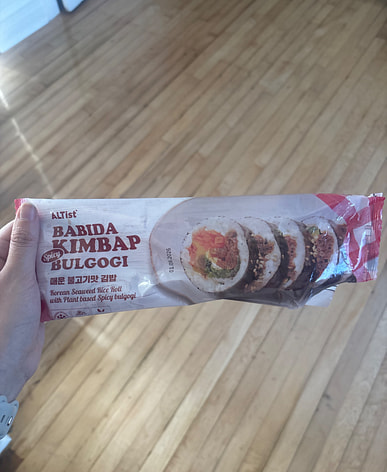 ALTist
BABIDA
KIMBAP
Spicy
BULGOGI
매운 불고기맛 김밥
Korean Seaweed Rice Roll
with Plant based Spicy bulgogi